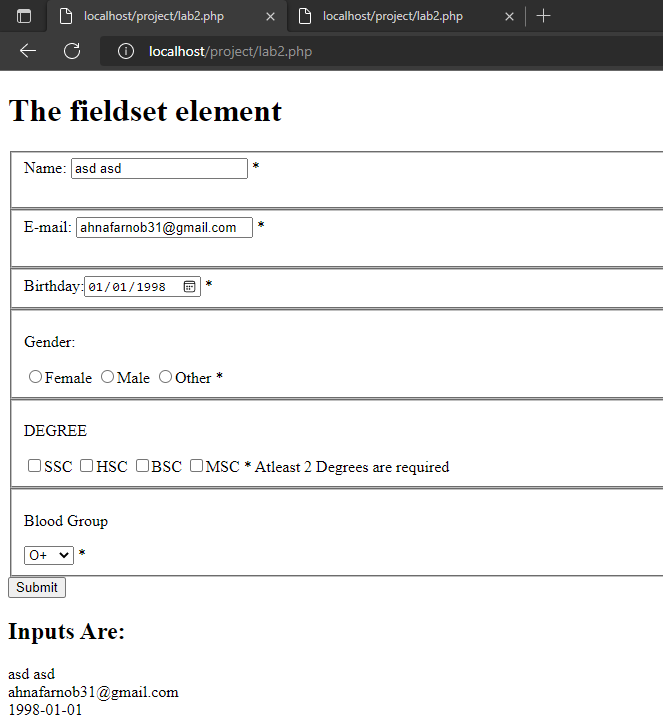 localhost/project/lab2.php localhost/project/lab2.php
localhost/project/lab2.php
The fieldset element
Name: asd asd *
E-mail: ahnafarnob31@gmail.com *
Birthday: 01/01/1998 *
Gender:
Female Male Other *
DEGREE
SSC HSC BSC MSC * Atleast 2 Degrees are required
Blood Group
O+ *
Submit
Inputs Are:
asd asd
ahnafarnob31@gmail.com
1998-01-01